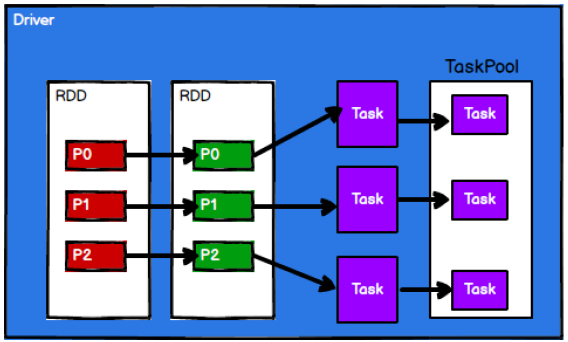 Driver
TaskPool
RDD
RDD
Task
Task
P0
P0
P1
P1
Task
Task
P2
P2
Task
Task